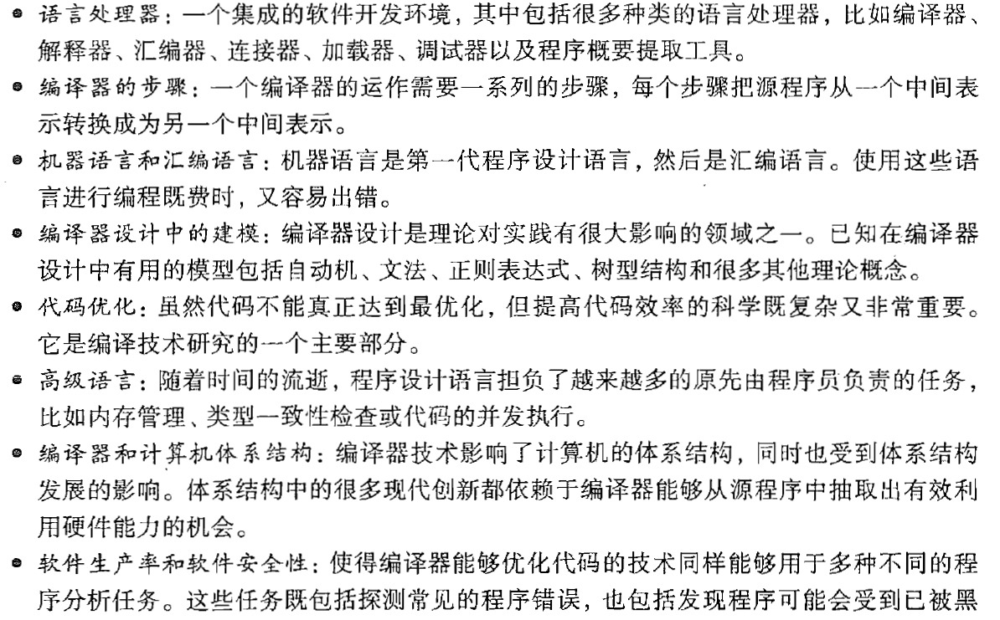 ● 语言处理器：一个集成的软件开发环境，其中包括很多种类的语言处理器，比如编译器、
解释器、汇编器、连接器、加载器、调试器以及程序概要提取工具。
● 编译器的步骤：一个编译器的运作需要一系列的步骤，每个步骤把源程序从一个中间表
示转换成为另一个中间表示。
● 机器语言和汇编语言：机器语言是第一代程序设计语言，然后是汇编语言。使用这些语
言进行编程既费时，又容易出错。
● 编译器设计中的建模：编译器设计是理论对实践有很大影响的领域之一。已知在编译器
设计中有用的模型包括自动机、文法、正则表达式、树型结构和很多其他理论概念。
● 代码优化：虽然代码不能真正达到最优化，但提高代码效率的科学既复杂又非常重要。
它是编译技术研究的一个主要部分。
● 高级语言：随着时间的流逝，程序设计语言担负了越来越多的原先由程序员负责的任务，
比如内存管理、类型一致性检查或代码的并发执行。
● 编译器和计算机体系结构：编译器技术影响了计算机的体系结构，同时也受到体系结构
发展的影响。体系结构中的很多现代创新都依赖于编译器能够从源程序中抽取出有效利
用硬件能力的机会。
● 软件生产率和软件安全性：使得编译器能够优化代码的技术同样能够用于多种不同的程
序分析任务。这些任务既包括探测常见的程序错误，也包括发现程序可能会受到已被黑